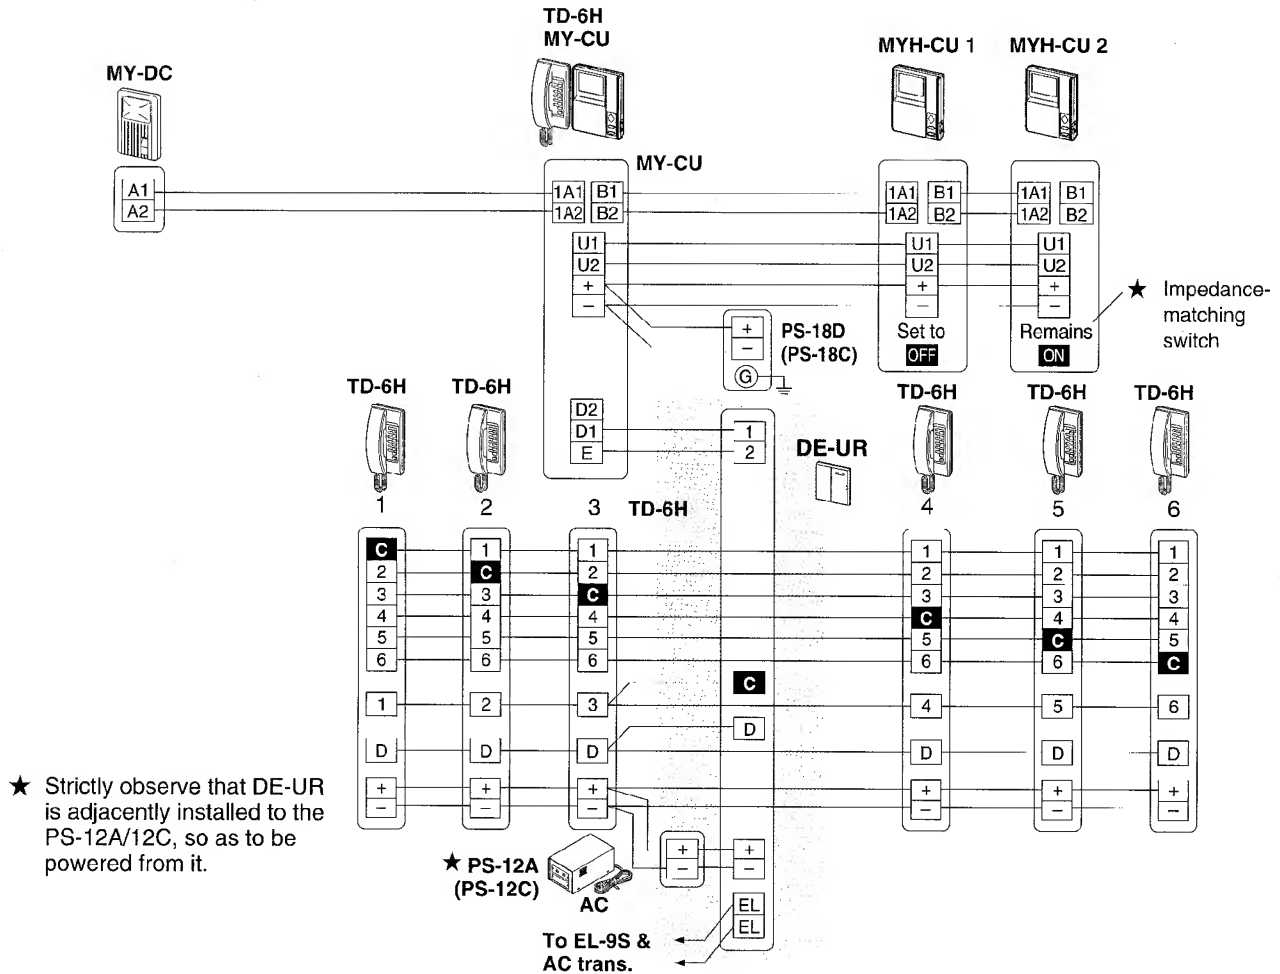 TD-6H
MY-CU
MYH-CU 1 MYH-CU 2
MY-DC
MY-CU
A1 1A1 B1 1A1 B1 1A1 B1
A2 1A2 B2 1A2 B2 1A2 B2
U1 U1 U1
U2 U2 U2
+ + +
− − −
★ Impedance-
matching
switch
+ PS-18D
− (PS-18C)
G
Set to Remains
OFF ON
TD-6H TD-6H TD-6H TD-6H TD-6H
D2
D1 1
E 2
DE-UR
1 2 3 TD-6H 4 5 6
C 1 1 1 1 1
2 C 2 2 2 2
3 3 C 3 3 3
4 4 4 C 4 4
5 5 5 5 C 5
6 6 6 6 6 C
C
1 2 3 4 5 6
D
D D D D D D
+ + + + + +
− − − − − −
★ Strictly observe that DE-UR
is adjacently installed to the
PS-12A/12C, so as to be
powered from it.
★ PS-12A
(PS-12C)
AC
+ +
− −
EL
EL
To EL-9S &
AC trans.